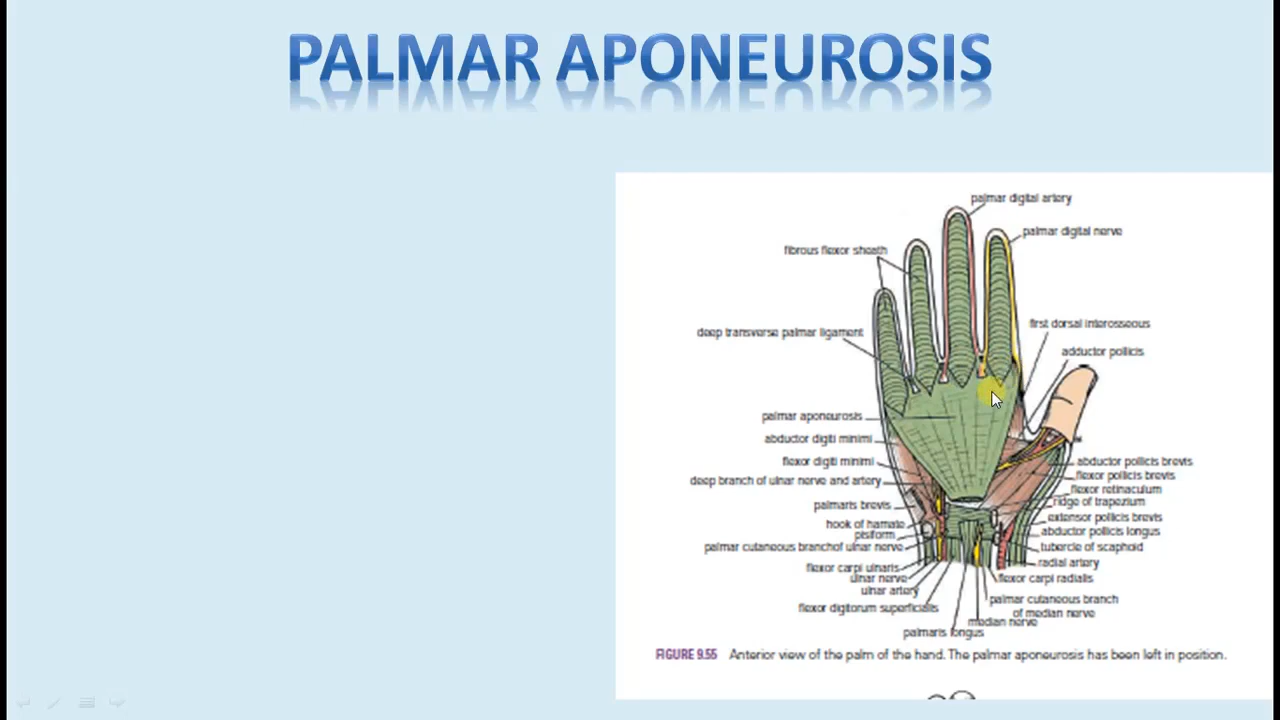 PALMAR APONEUROSIS
palmar digital artery
palmar digital nerve
fibrous flexor sheath
first dorsal interosseous
deep transverse palmar ligament
adductor pollicis
palmar aponeurosis
abductor digiti minimi
flexor digiti minimi
abductor pollicis brevis
flexor pollicis brevis
deep branch of ulnar nerve and artery
flexor retinaculum
ridge of trapezium
palmaris brevis
extensor pollicis brevis
hook of hamate
abductor pollicis longus
pisiform
palmar cutaneous branchof ulnar nerve
tubercle of scaphoid
radial artery
flexor carpi ulnaris
ulnar nerve
flexor carpi radialis
ulnar artery
palmar cutaneous branch
of median nerve
flexor digitorum superficialis
median nerve
palmaris longus
FIGURE 9.55 Anterior view of the palm of the hand. The palmar aponeurosis has been left in position.